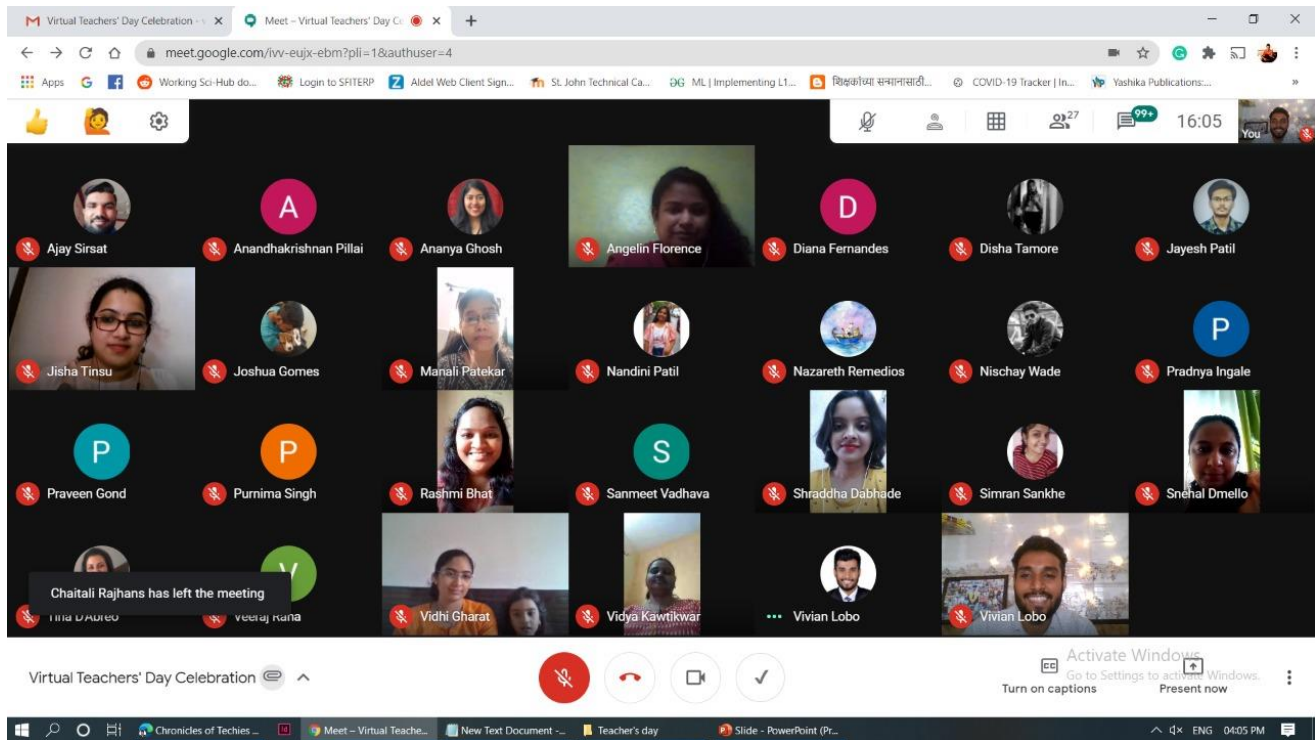 Virtual Teachers' Day Celebration -
Meet – Virtual Teachers' Day Ce
meet.google.com/ivv-eujx-ebm?pli=1&authuser=4
Apps
Working Sci-Hub do...
Login to SFITERP
Aldel Web Client Sign...
St. John Technical Ca...
ML | Implementing L1...
शिक्षकांच्या सन्मानासाठी...
COVID-19 Tracker | In...
Yashika Publications:...
»
27
99+
16:05
You
A
D
Ajay Sirsat
Anandhakrishnan Pillai
Ananya Ghosh
Angelin Florence
Diana Fernandes
Disha Tamore
Jayesh Patil
P
Jisha Tinsu
Joshua Gomes
Manali Patekar
Nandini Patil
Nazareth Remedios
Nischay Wade
Pradnya Ingale
P
P
S
Praveen Gond
Purnima Singh
Rashmi Bhat
Sanmeet Vadhava
Shraddha Dabhade
Simran Sankhe
Snehal Dmello
V
Chaitali Rajhans has left the meeting
Tina D'Abreo
Veeraj Rana
Vidhi Gharat
Vidya Kawtikwar
Vivian Lobo
Vivian Lobo
Virtual Teachers' Day Celebration
Turn on captions
Present now
Activate Windows
Go to Settings to activate Windows.
Chronicles of Techies _
Meet – Virtual Teache...
New Text Document -...
Teacher's day
Slide - PowerPoint (Pr...
ENG
04:05 PM